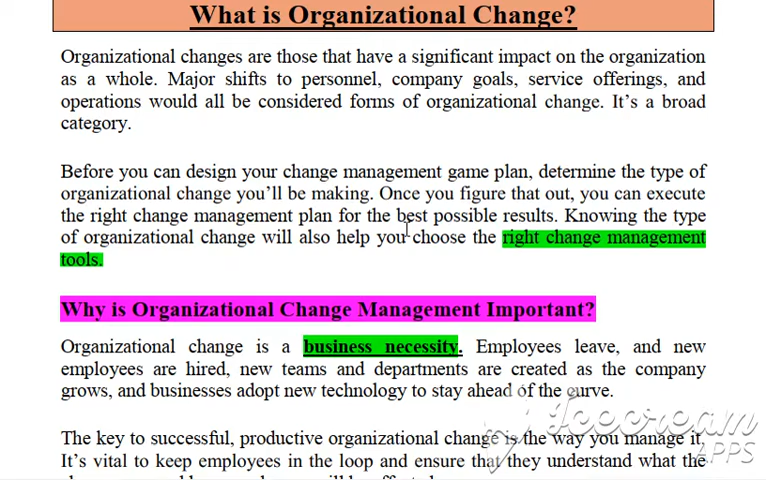 What is Organizational Change?
Organizational changes are those that have a significant impact on the organization
as a whole. Major shifts to personnel, company goals, service offerings, and
operations would all be considered forms of organizational change. It’s a broad
category.
Before you can design your change management game plan, determine the type of
organizational change you’ll be making. Once you figure that out, you can execute
the right change management plan for the best possible results. Knowing the type
of organizational change will also help you choose the right change management
tools.
Why is Organizational Change Management Important?
Organizational change is a business necessity. Employees leave, and new
employees are hired, new teams and departments are created as the company
grows, and businesses adopt new technology to stay ahead of the curve.
The key to successful, productive organizational change is the way you manage it.
It’s vital to keep employees in the loop and ensure that they understand what the
Icecream
APPS